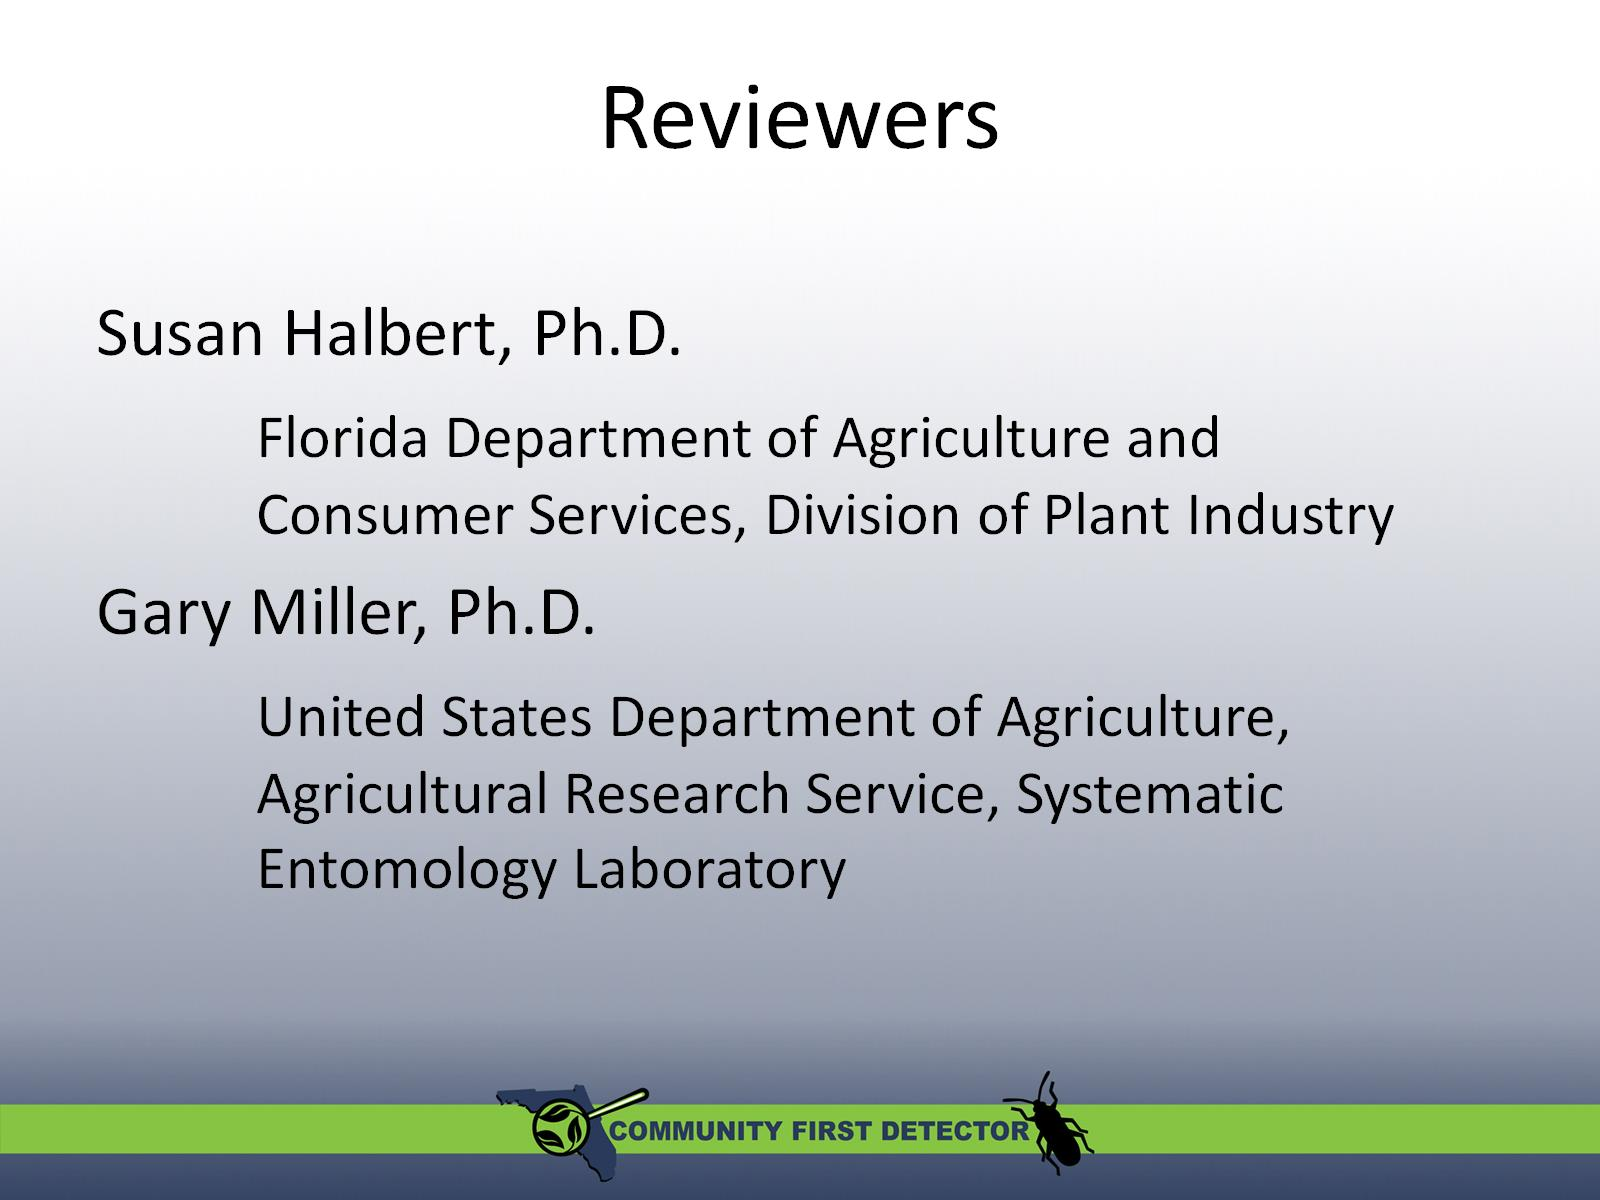 Reviewers
Susan Halbert, Ph.D.
Florida Department of Agriculture and
Consumer Services, Division of Plant Industry
Gary Miller, Ph.D.
United States Department of Agriculture,
Agricultural Research Service, Systematic
Entomology Laboratory
COMMUNITY FIRST DETECTOR